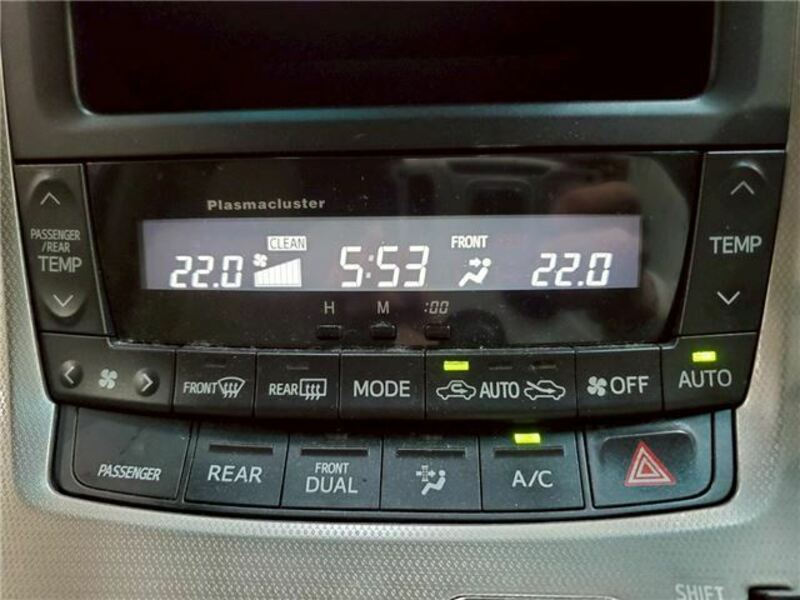 Plasmacluster
PASSENGER
/REAR
TEMP
22.0
CLEAN
5:53
FRONT
22.0
TEMP
H M :00
FRONT REAR MODE AUTO OFF AUTO
PASSENGER REAR FRONT
DUAL A/C
SHIFT